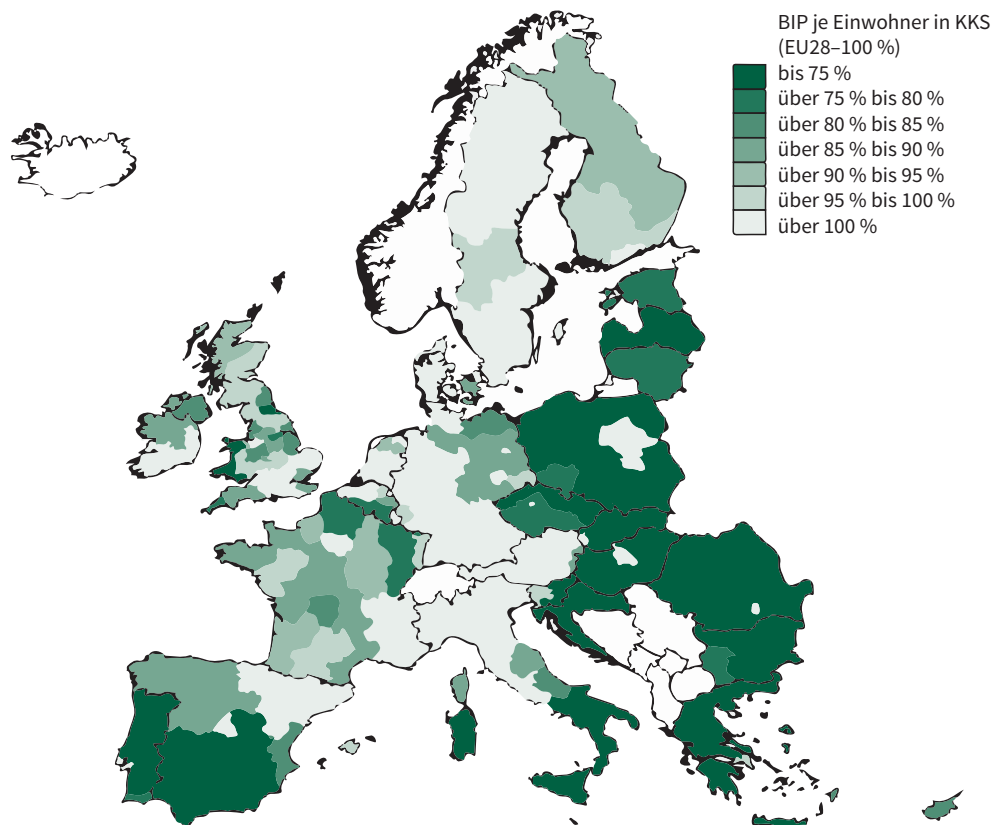 BIP je Einwohner in KKS
(EU28–100 %)
bis 75 %
über 75 % bis 80 %
über 80 % bis 85 %
über 85 % bis 90 %
über 90 % bis 95 %
über 95 % bis 100 %
über 100 %